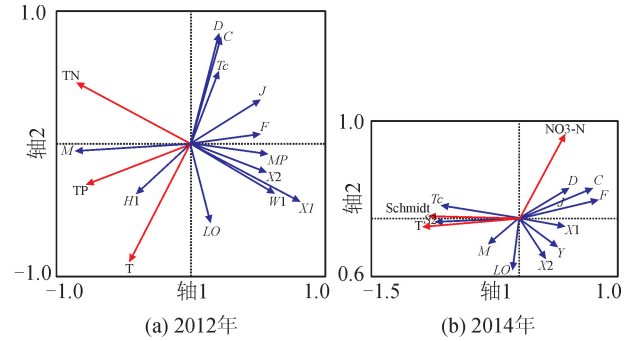 1.0
D
C
TN
Tc
J
F
轴2
M
MP
X2
TP
H1
W1
X1
LO
T
−1.0
−1.0
轴1
1.0
(a) 2012年
1.0
NO3-N
D
C
Tc
J
F
轴2
Schmidt
S2
T
X1
M
Y
X2
LO
0.6
−1.5
轴1
1.0
(b) 2014年